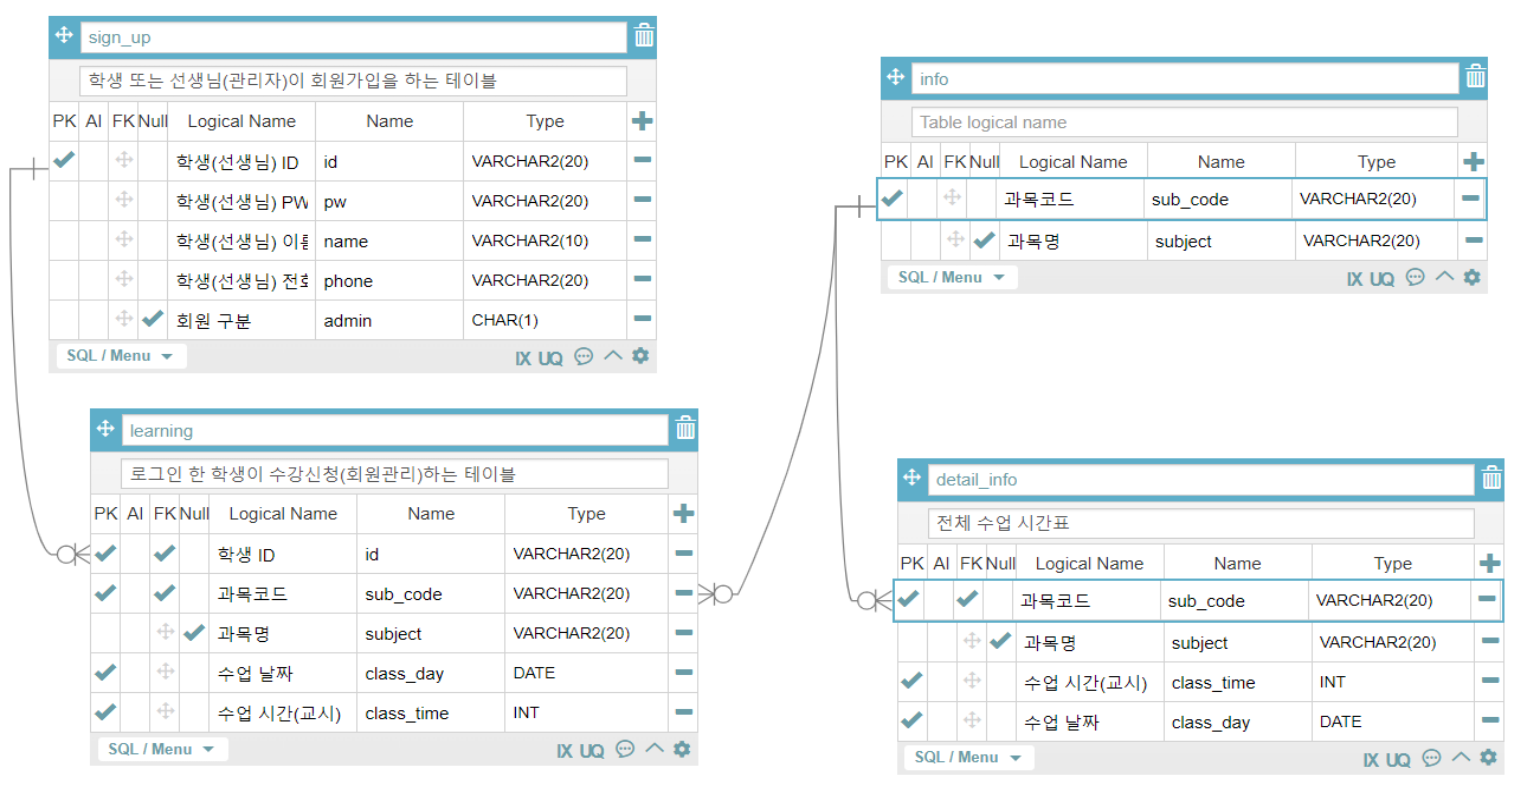 sign_up
학생 또는 선생님(관리자)이 회원가입을 하는 테이블
PK AI FK Null Logical Name Name Type
학생(선생님) ID id VARCHAR2(20)
학생(선생님) PW pw VARCHAR2(20)
학생(선생님) name VARCHAR2(10)
학생(선생님) phone VARCHAR2(20)
회원 구분 admin CHAR(1)
SQL / Menu IX UQ
info
Table logical name
PK AI FK Null Logical Name Name Type
과목코드 sub_code VARCHAR2(20)
과목명 subject VARCHAR2(20)
SQL / Menu IX UQ
learning
로그인 한 학생이 수강신청(회원관리)하는 테이블
PK AI FK Null Logical Name Name Type
학생 ID id VARCHAR2(20)
과목코드 sub_code VARCHAR2(20)
과목명 subject VARCHAR2(20)
수업 날짜 class_day DATE
수업 시간(교시) class_time INT
SQL / Menu IX UQ
detail_info
전체 수업 시간표
PK AI FK Null Logical Name Name Type
과목코드 sub_code VARCHAR2(20)
과목명 subject VARCHAR2(20)
수업 시간(교시) class_time INT
수업 날짜 class_day DATE
SQL / Menu IX UQ